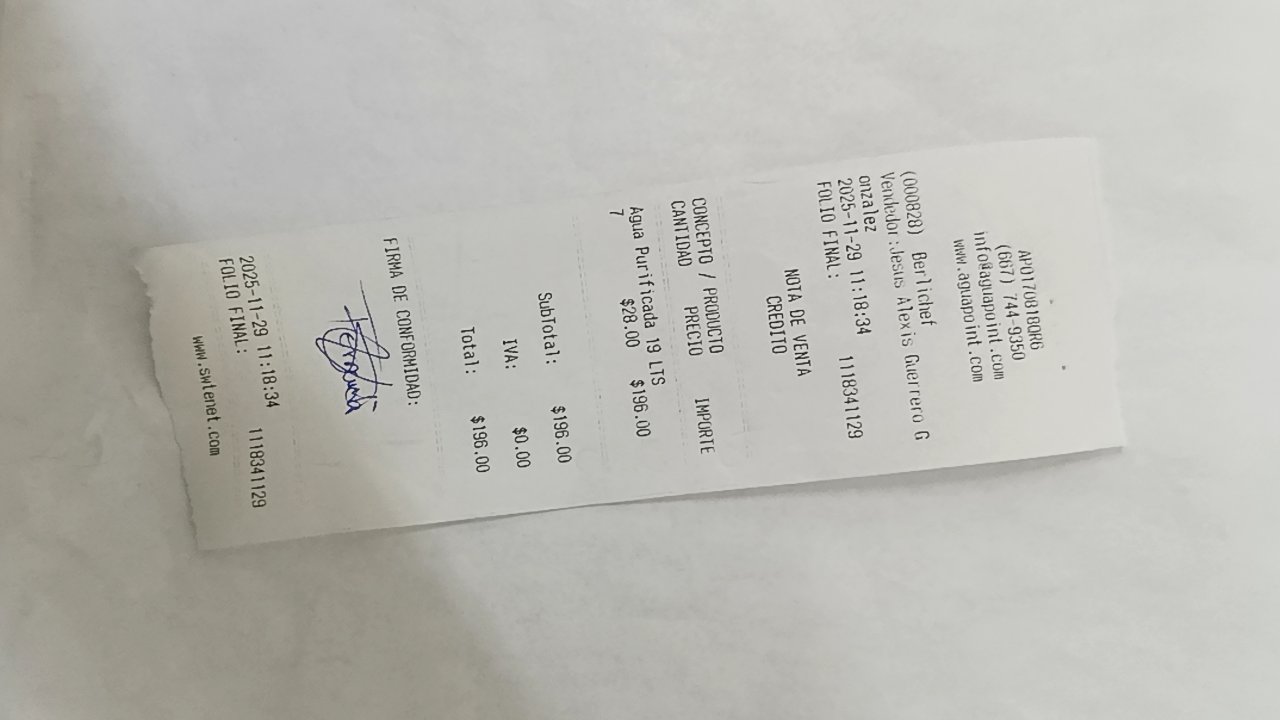 APO170818QR6
(667) 744-9350
info@aguapoint.com
www.aguapoint.com
(000828) Berlichef
Vendedor:Jesus Alexis Guerrero G
onzalez
2025-11-29 11:18:34 1118341129
FOLIO FINAL:
NOTA DE VENTA
CREDITO
CONCEPTO / PRODUCTO
CANTIDAD PRECIO IMPORTE
Agua Purificada 19 LTS
7 $28.00 $196.00
SubTotal: $196.00
IVA: $0.00
Total: $196.00
FIRMA DE CONFORMIDAD:
2025-11-29 11:18:34
FOLIO FINAL: 1118341129
www.swtenet.com